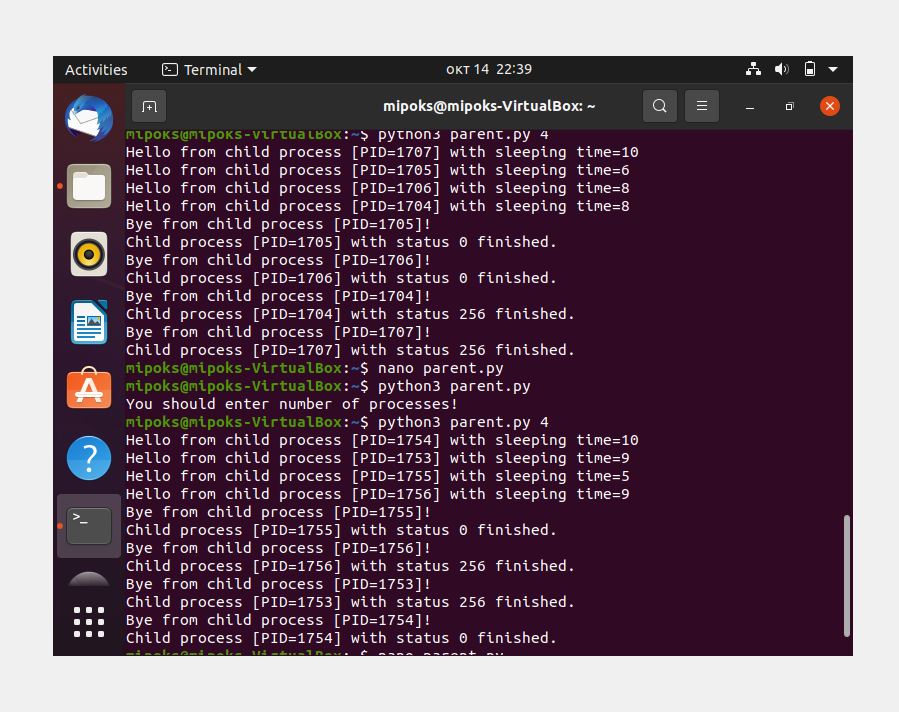 Activities Terminal окт 14 22:39
mipoks@mipoks-VirtualBox: ~
mipoks@mipoks-VirtualBox:~$ python3 parent.py 4
Hello from child process [PID=1707] with sleeping time=10
Hello from child process [PID=1705] with sleeping time=6
Hello from child process [PID=1706] with sleeping time=8
Hello from child process [PID=1704] with sleeping time=8
Bye from child process [PID=1705]!
Child process [PID=1705] with status 0 finished.
Bye from child process [PID=1706]!
Child process [PID=1706] with status 0 finished.
Bye from child process [PID=1704]!
Child process [PID=1704] with status 256 finished.
Bye from child process [PID=1707]!
Child process [PID=1707] with status 256 finished.
mipoks@mipoks-VirtualBox:~$ nano parent.py
mipoks@mipoks-VirtualBox:~$ python3 parent.py
You should enter number of processes!
mipoks@mipoks-VirtualBox:~$ python3 parent.py 4
Hello from child process [PID=1754] with sleeping time=10
Hello from child process [PID=1753] with sleeping time=9
Hello from child process [PID=1755] with sleeping time=5
Hello from child process [PID=1756] with sleeping time=9
Bye from child process [PID=1755]!
Child process [PID=1755] with status 0 finished.
Bye from child process [PID=1756]!
Child process [PID=1756] with status 256 finished.
Bye from child process [PID=1753]!
Child process [PID=1753] with status 256 finished.
Bye from child process [PID=1754]!
Child process [PID=1754] with status 0 finished.
mipoks@mipoks-VirtualBox:~$ nano parent.py